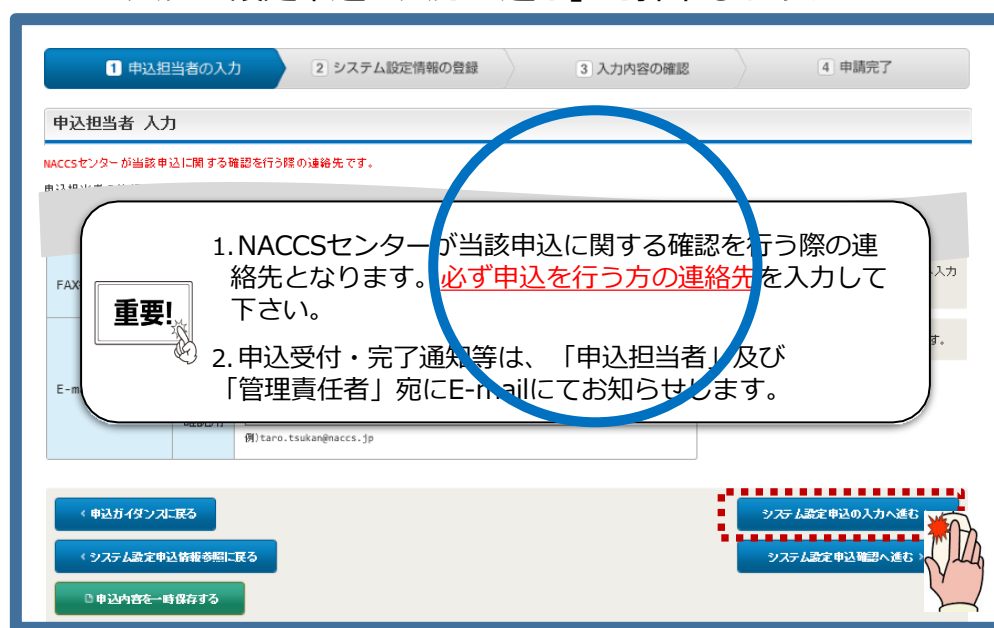 1 申込担当者の入力
2 システム設定情報の登録
3 入力内容の確認
4 申請完了
申込担当者 入力
NACCSセンターが当該申込に関する確認を行う際の連絡先です。
1.NACCSセンターが当該申込に関する確認を行う際の連
絡先となります。必ず申込を行う方の連絡先を入力して
下さい。
重要!
2.申込受付・完了通知等は、「申込担当者」及び
「管理責任者」宛にE-mailにてお知らせします。
FAX
入力
す。
E-m
例)taro.tsukan@naccs.jp
申込ガイダンスに戻る
システム設定申込の入力へ進む
システム設定申込情報参照に戻る
システム設定申込確認へ進む
申込内容を一時保存する